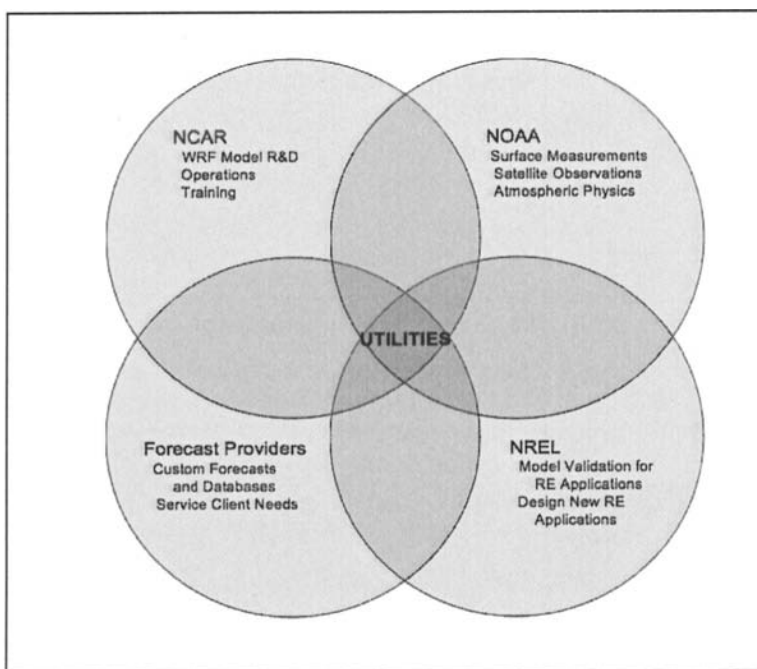 NCAR
WRF Model R&D
Operations
Training
NOAA
Surface Measurements
Satellite Observations
Atmospheric Physics
UTILITIES
Forecast Providers
Custom Forecasts
and Databases
Service Client Needs
NREL
Model Validation for
RE Applications
Design New RE
Applications